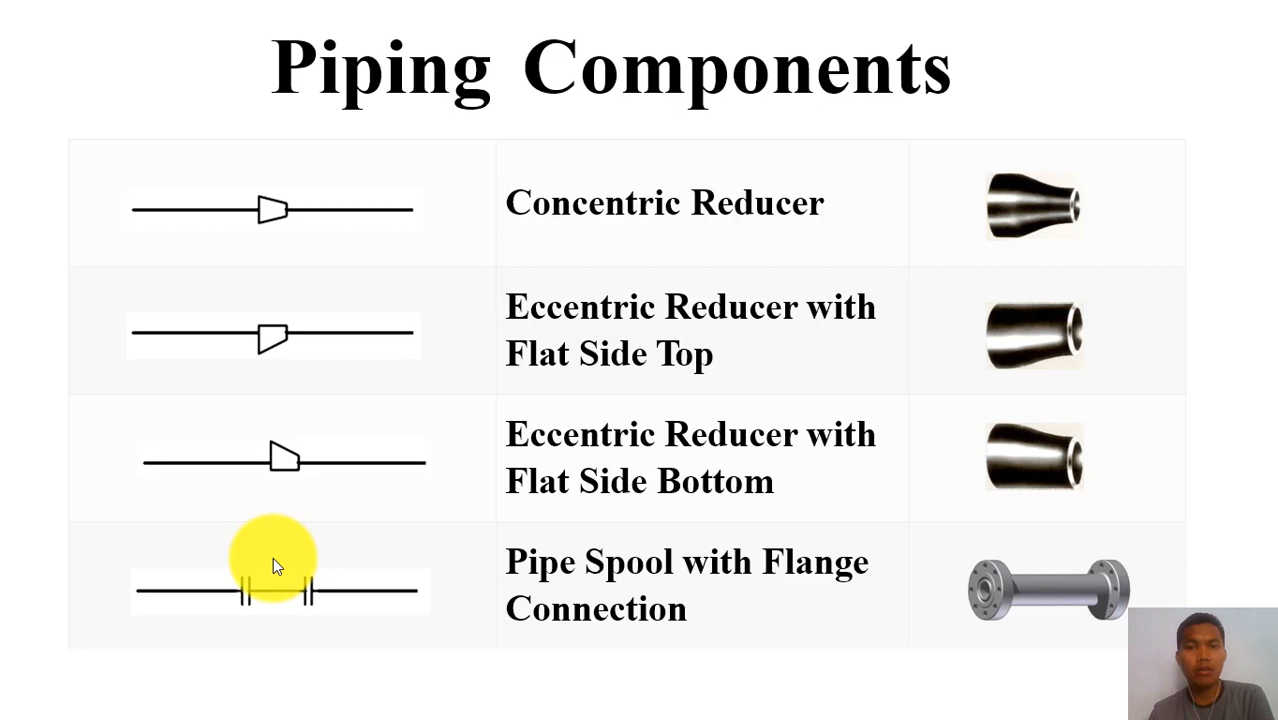 Piping Components
Concentric Reducer
Eccentric Reducer with
Flat Side Top
Eccentric Reducer with
Flat Side Bottom
Pipe Spool with Flange
Connection